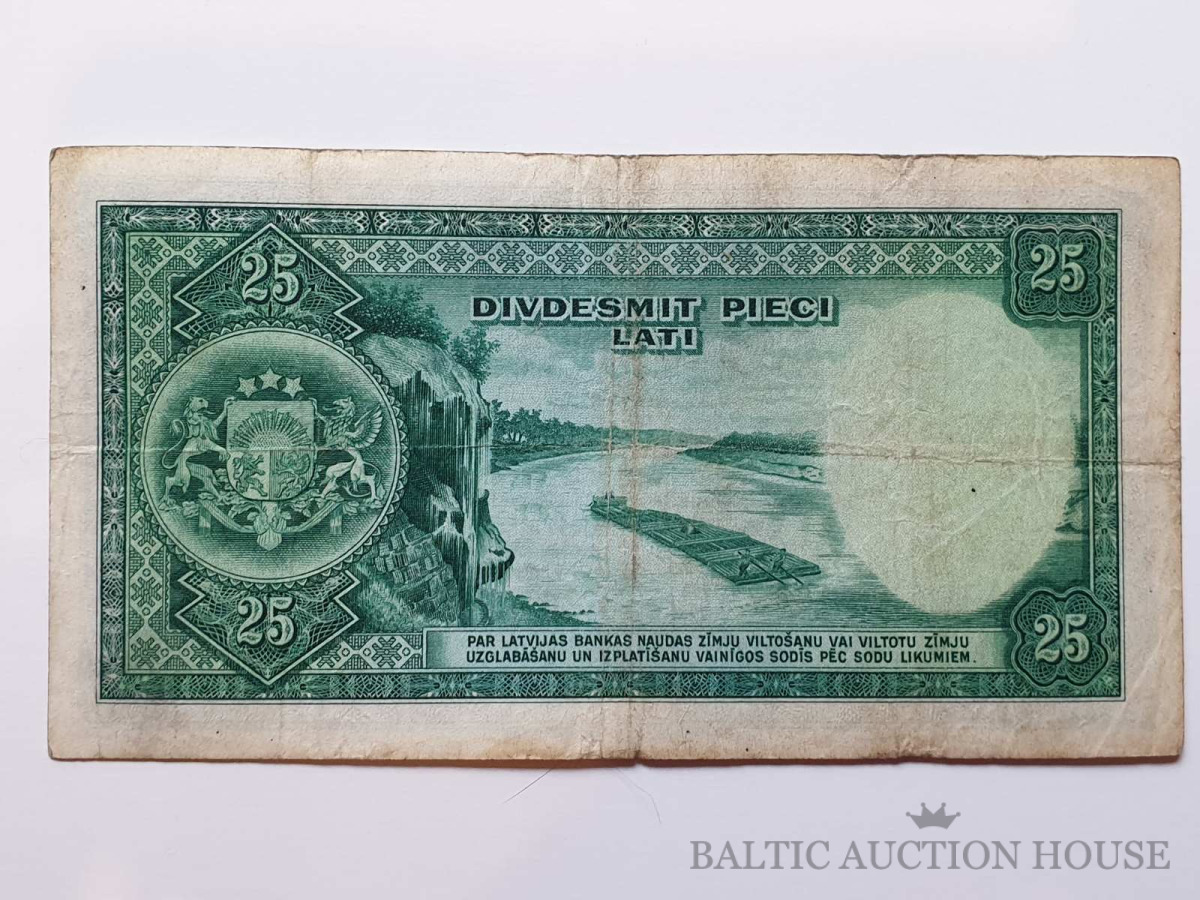 25
25
DIVDESMIT PIECI
LATI
25
25
PAR LATVIJAS BANKAS NAUDAS ZĪMJU VILTOŠANU VAI VILTOTU ZĪMJU
UZGLABĀŠANU UN IZPLATĪŠANU VAINĪGOS SODĪS PĒC SODU LIKUMIEM.
BALTIC AUCTION HOUSE